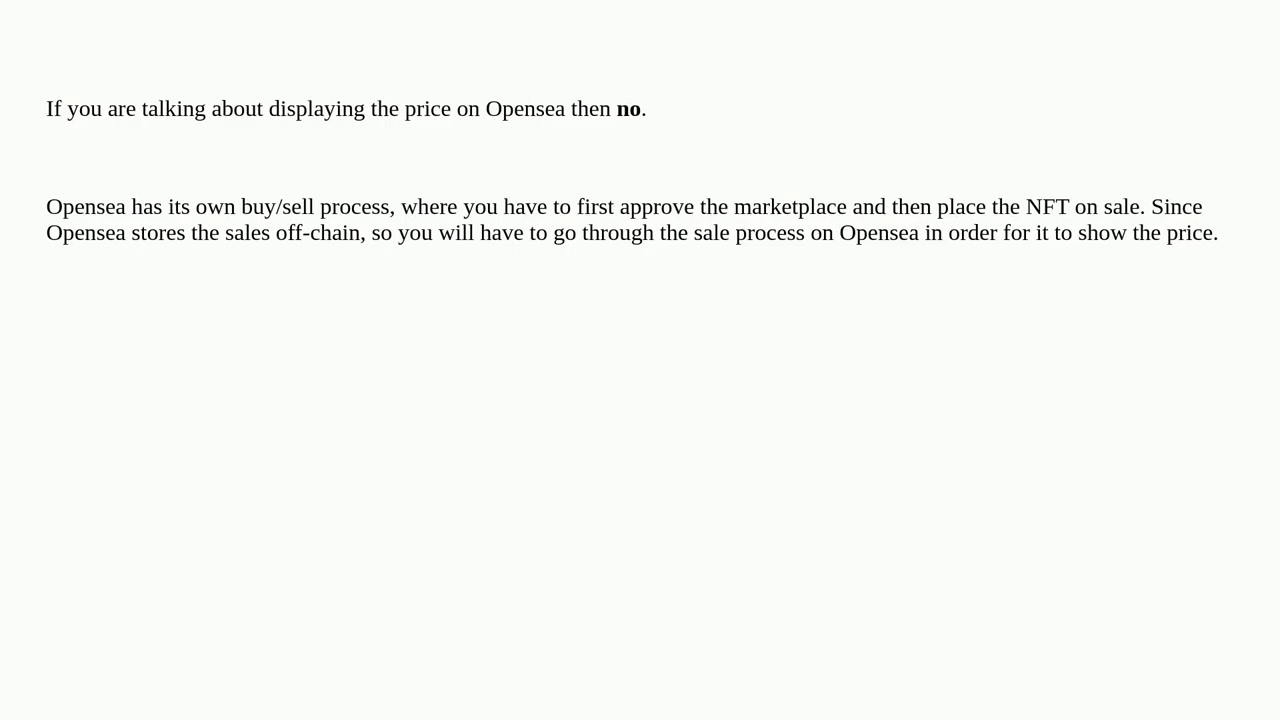 If you are talking about displaying the price on Opensea then no.
Opensea has its own buy/sell process, where you have to first approve the marketplace and then place the NFT on sale. Since
Opensea stores the sales off-chain, so you will have to go through the sale process on Opensea in order for it to show the price.